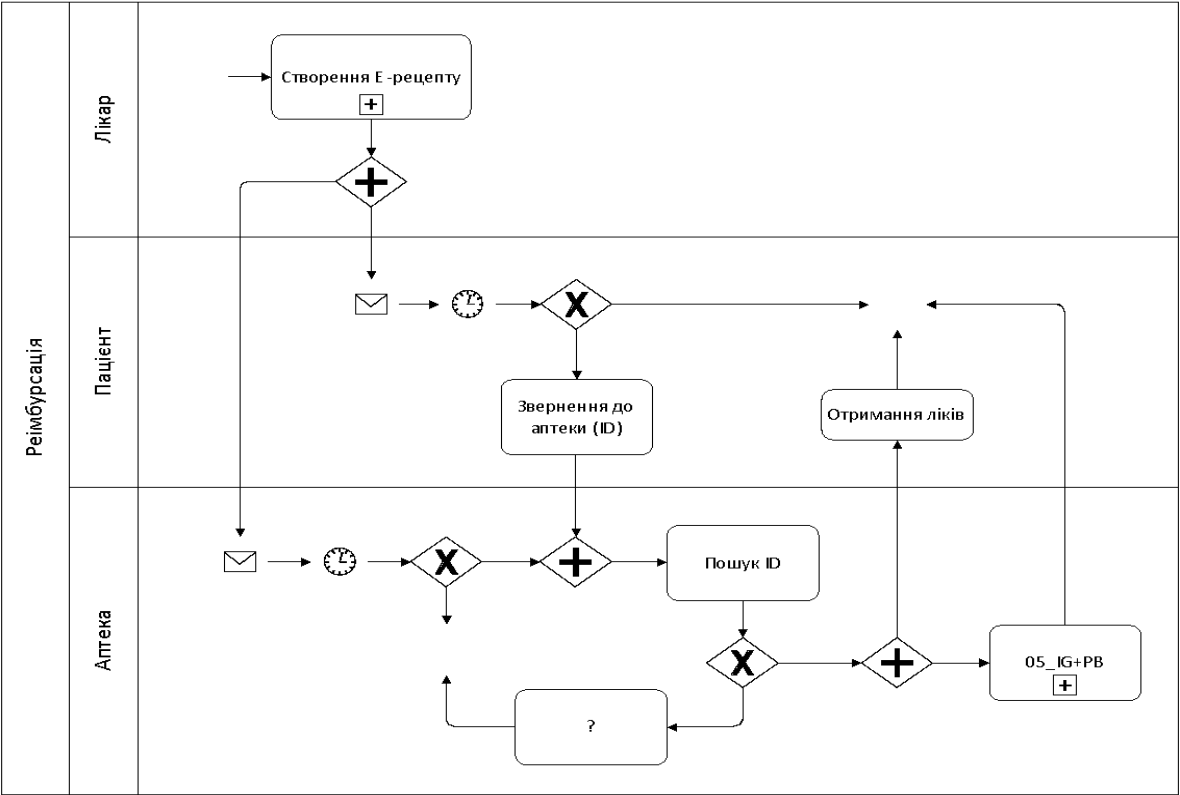 Реімбурсація
Лікар
Створення Е -рецепту
Пацієнт
Звернення до
аптеки (ID)
Отримання ліків
Аптека
Пошук ID
05_IG+PB
?